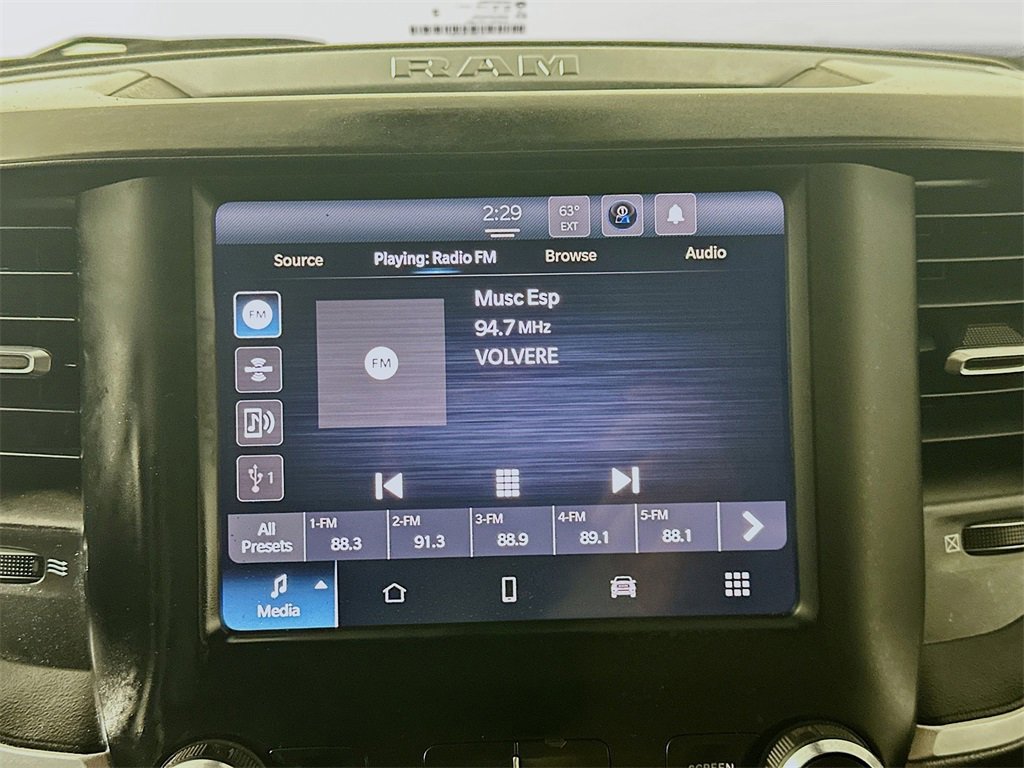 RAM
2:29
63°
EXT
Source Playing: Radio FM Browse Audio
FM
Musc Esp
94.7 MHz
FM
VOLVERE
1
All
Presets
1-FM 2-FM 3-FM 4-FM 5-FM
88.3 91.3 88.9 89.1 88.1
Media
SCREEN